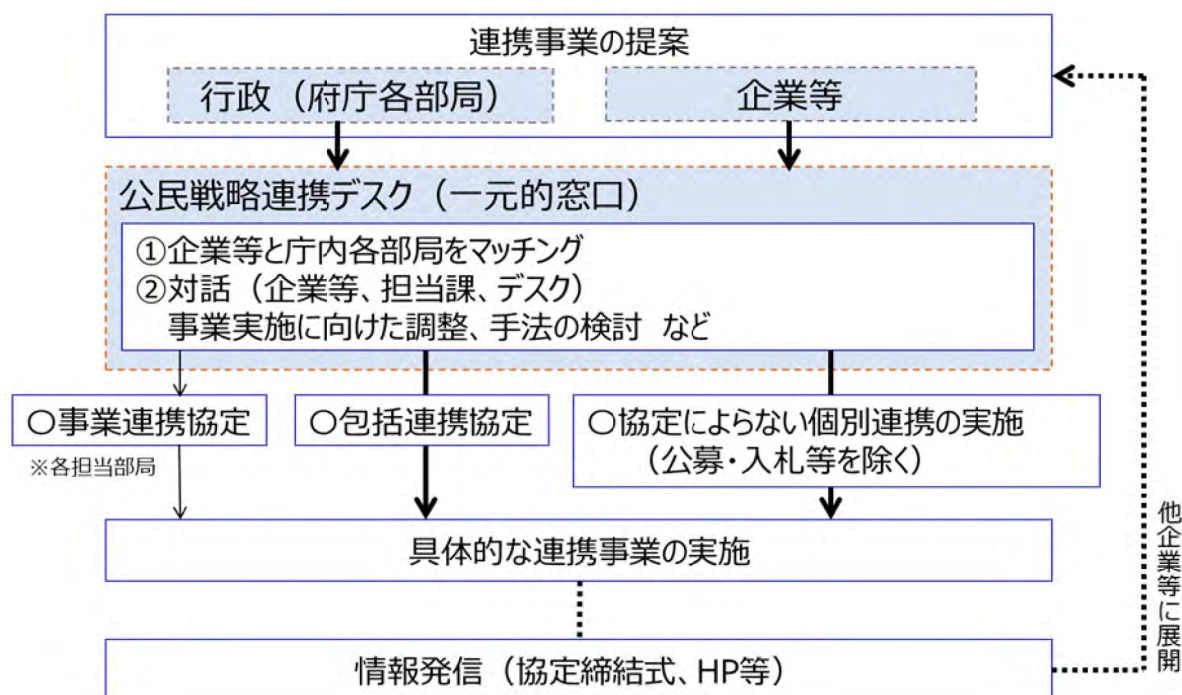 連携事業の提案
行政（府庁各部局）
企業等
公民戦略連携デスク（一元的窓口）
①企業等と庁内各部局をマッチング
②対話（企業等、担当課、デスク）
事業実施に向けた調整、手法の検討 など
〇事業連携協定
※各担当部局
〇包括連携協定
〇協定によらない個別連携の実施
（公募・入札等を除く）
具体的な連携事業の実施
情報発信（協定締結式、HP等）
他企業等に展開